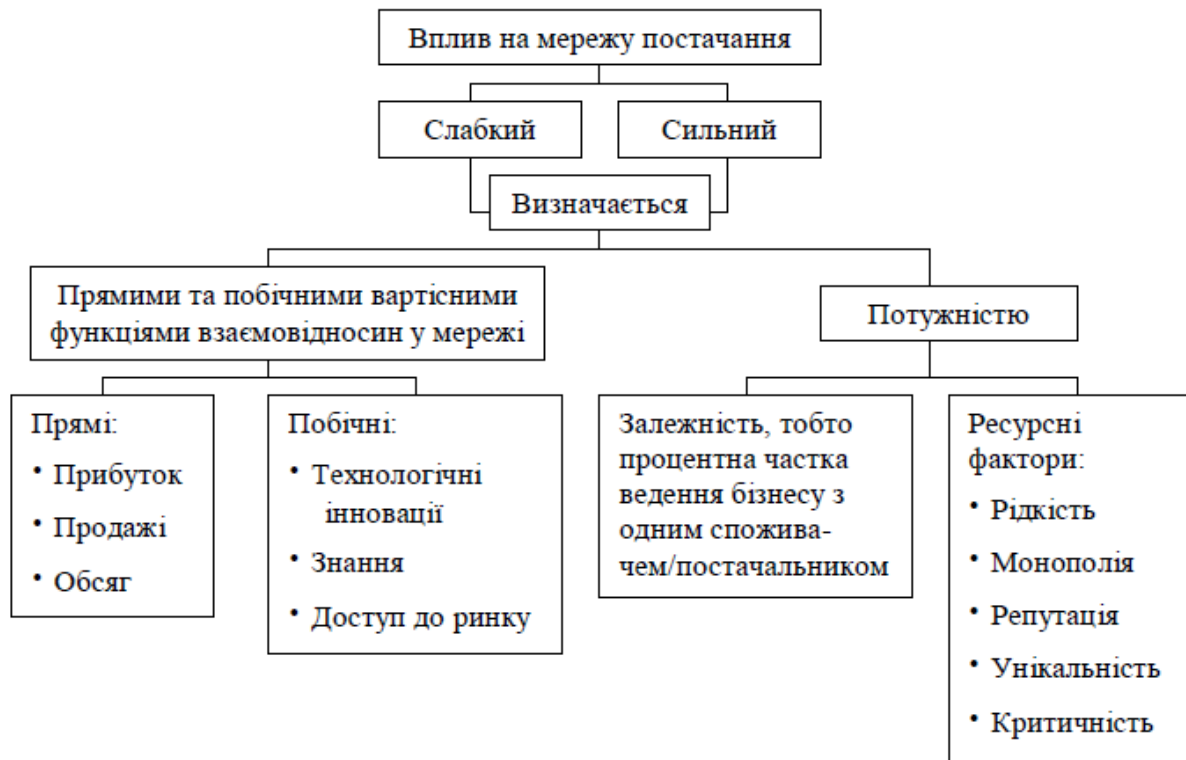 Вплив на мережу постачання
Слабкий
Сильний
Визначається
Прямими та побічними вартісними
функціями взаємовідносин у мережі
Потужністю
Прямі:
• Прибуток
• Продажі
• Обсяг
Побічні:
• Технологічні
інновації
• Знання
• Доступ до ринку
Залежність, тобто
процентна частка
ведення бізнесу з
одним спожива-
чем/постачальником
Ресурсні
фактори:
• Рідкість
• Монополія
• Репутація
• Унікальність
• Критичність